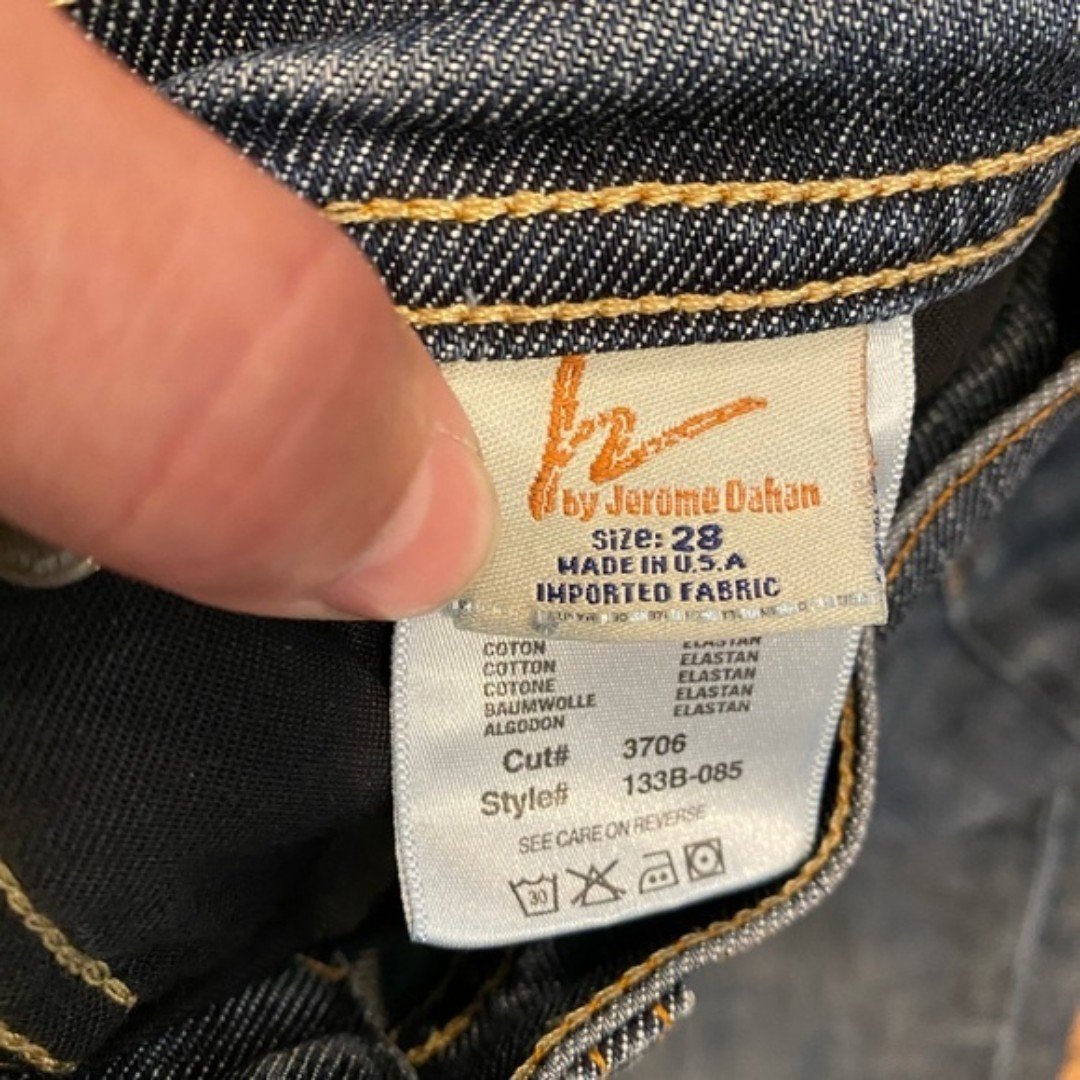 h
by Jerome Dahan
Size: 28
MADE IN U.S.A
IMPORTED FABRIC
COTON ELASTAN
COTTON ELASTAN
COTONE ELASTAN
BAUMWOLLE ELASTAN
ALGODON ELASTAN
Cut# 3706
Style# 133B-085
SEE CARE ON REVERSE
30